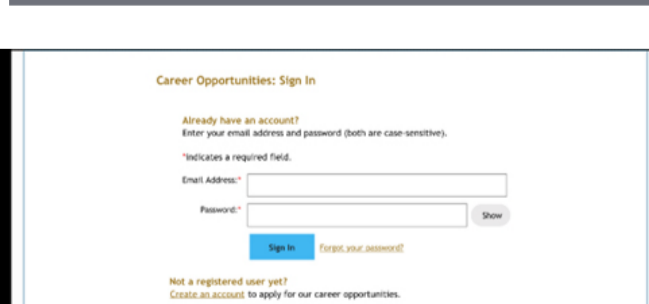 Career Opportunities: Sign In
Already have an account?
Enter your email address and password (both are case-sensitive).
*Indicates a required field.
Email Address:*
Password:*
Show
Sign In Forgot your password?
Not a registered user yet?
Create an account to apply for our career opportunities.